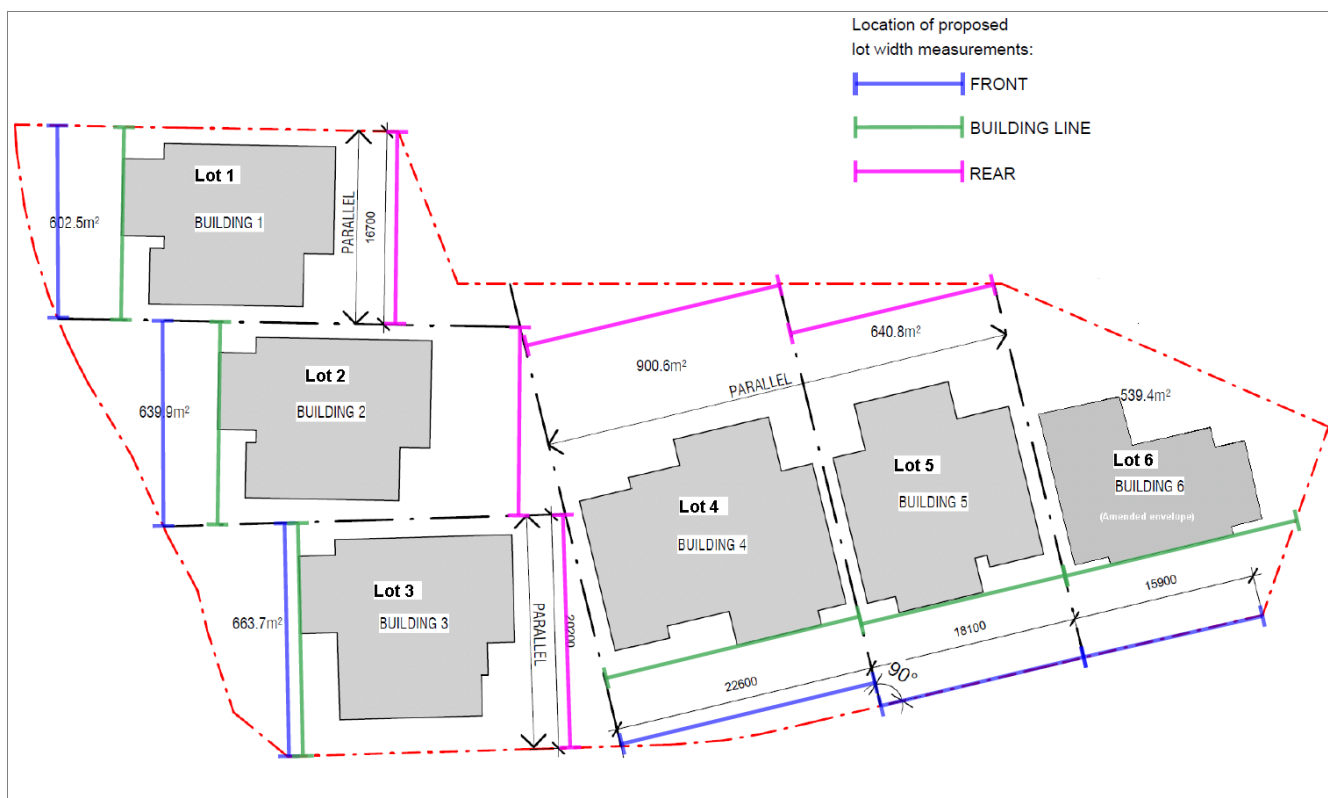 Location of proposed
lot width measurements:
FRONT
BUILDING LINE
REAR
Lot 1
602.5m²
BUILDING 1
PARALLEL
16700
Lot 2
639.9m²
BUILDING 2
Lot 3
663.7m²
BUILDING 3
PARALLEL
20200
900.6m²
640.8m²
PARALLEL
539.4m²
Lot 4
BUILDING 4
Lot 5
BUILDING 5
Lot 6
BUILDING 6
(Amended envelope)
15900
18100
22600
90°